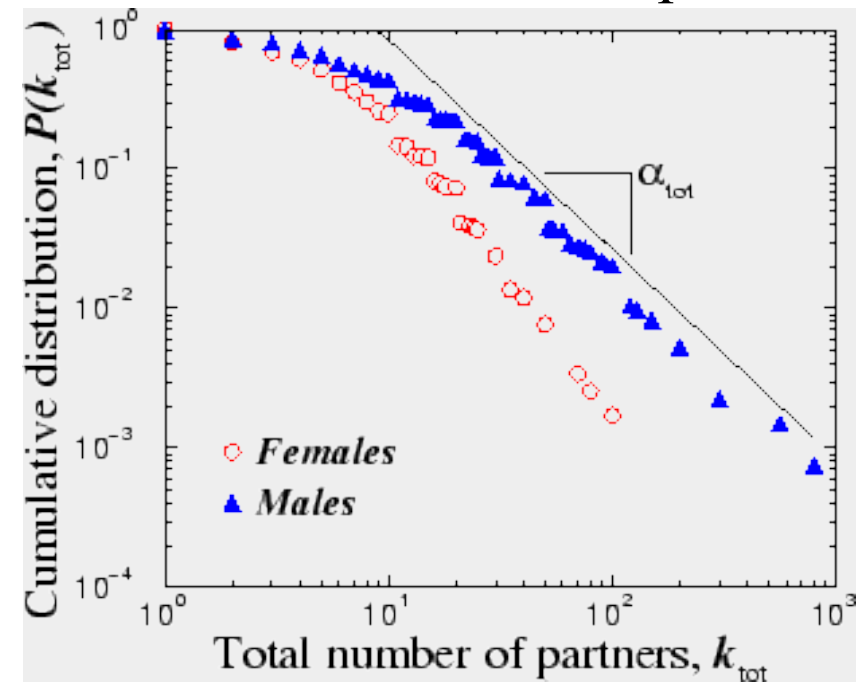 Cumulative distribution, P(k_tot)
10^0
10^-1
10^-2
10^-3
10^-4
α_tot
Females
Males
10^0 10^1 10^2 10^3
Total number of partners, k_tot